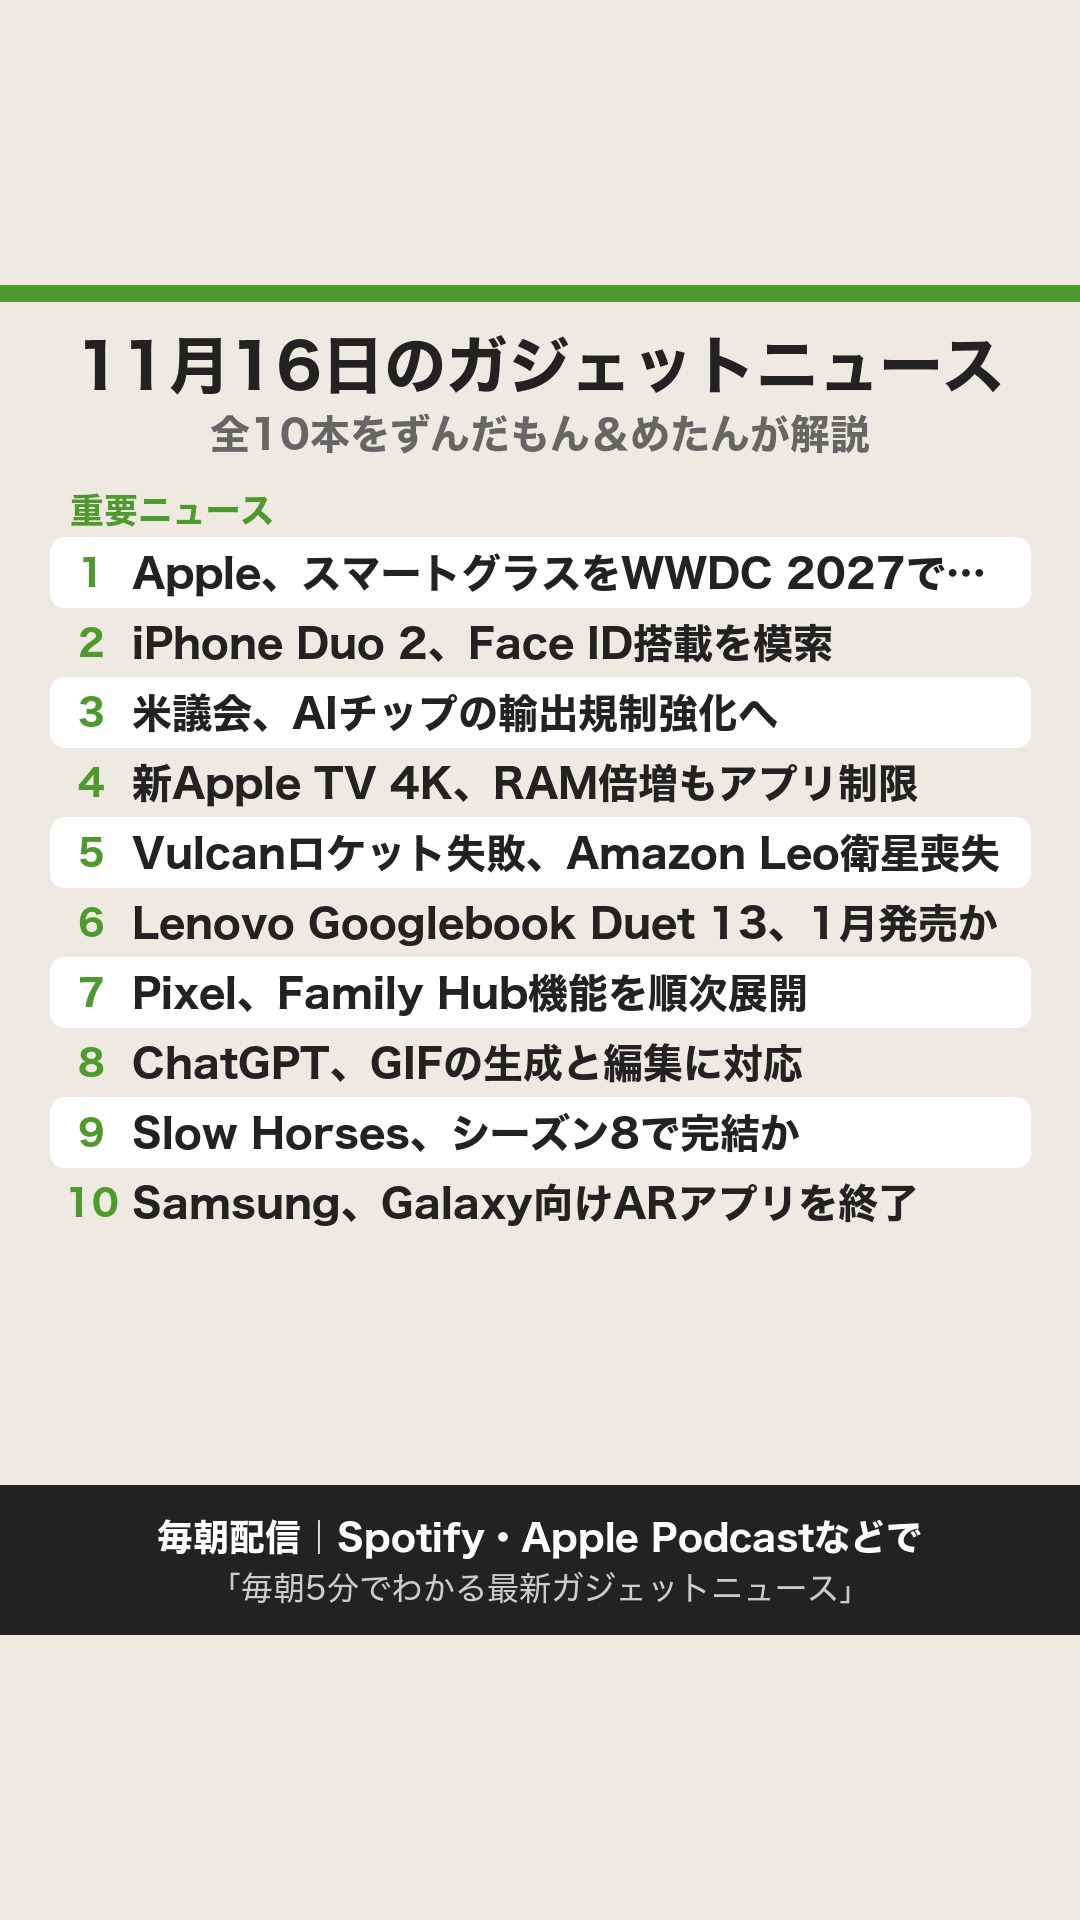 11月16日のガジェットニュース
全10本をずんだもん＆めたんが解説
重要ニュース
1 Apple、スマートグラスをWWDC 2027で…
2 iPhone Duo 2、Face ID搭載を模索
3 米議会、AIチップの輸出規制強化へ
4 新Apple TV 4K、RAM倍増もアプリ制限
5 Vulcanロケット失敗、Amazon Leo衛星喪失
6 Lenovo Googlebook Duet 13、1月発売か
7 Pixel、Family Hub機能を順次展開
8 ChatGPT、GIFの生成と編集に対応
9 Slow Horses、シーズン8で完結か
10 Samsung、Galaxy向けARアプリを終了
毎朝配信｜Spotify・Apple Podcastなどで
「毎朝5分でわかる最新ガジェットニュース」